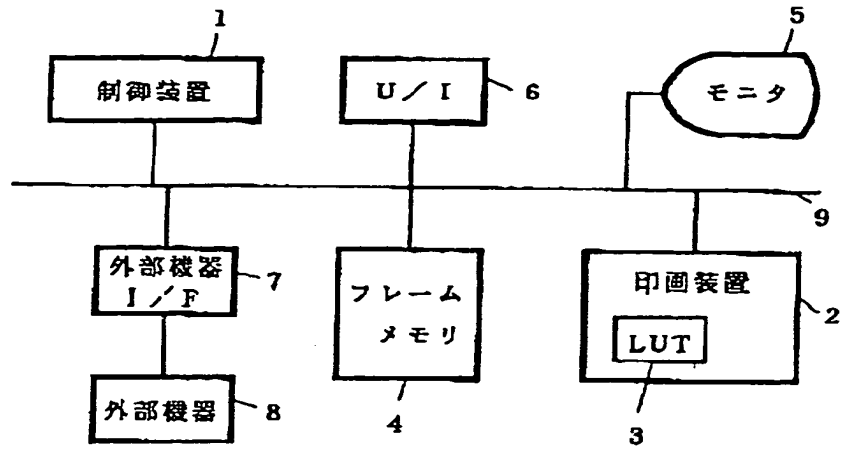 1
制御装置
U/I
6
5
モニタ
9
外部機器
I/F
7
フレーム
メモリ
4
印画装置
2
LUT
3
外部機器
8